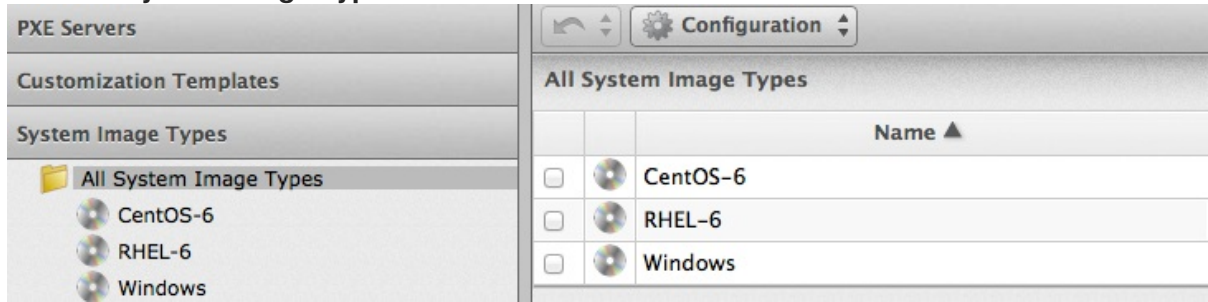 PXE Servers
Customization Templates
System Image Types
All System Image Types
CentOS-6
RHEL-6
Windows
Configuration
All System Image Types
Name
CentOS-6
RHEL-6
Windows